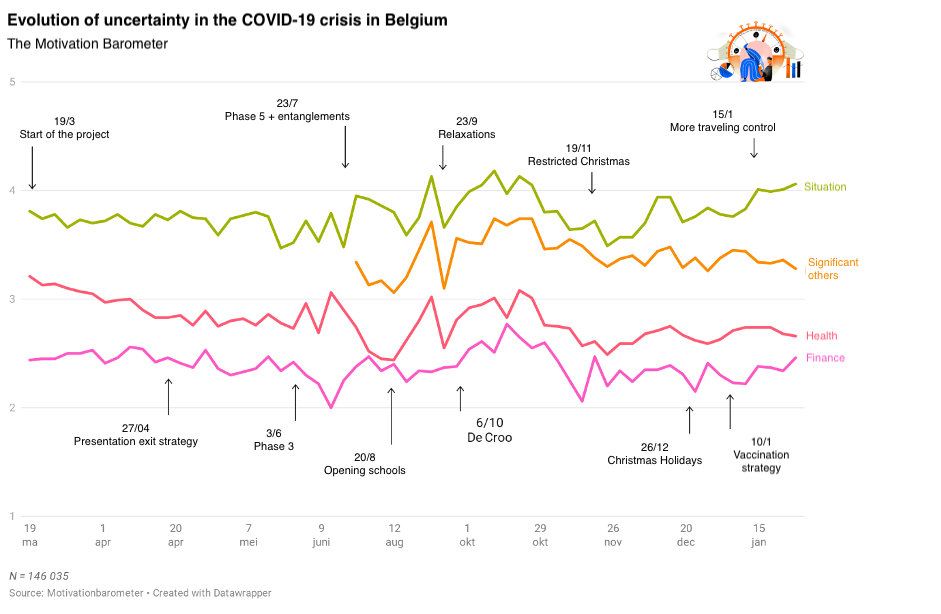 Evolution of uncertainty in the COVID-19 crisis in Belgium
The Motivation Barometer
5
23/7
Phase 5 + entanglements
19/3
Start of the project
23/9
Relaxations
15/1
More traveling control
19/11
Restricted Christmas
4
Situation
Significant
others
3
Health
Finance
2
27/04
Presentation exit strategy
3/6
Phase 3
20/8
Opening schools
6/10
De Croo
26/12
Christmas Holidays
10/1
Vaccination
strategy
1
19 1 20 7 9 12 1 29 26 20 15
ma apr apr mei juni aug okt okt nov dec jan
N = 146 035
Source: Motivationbarometer • Created with Datawrapper